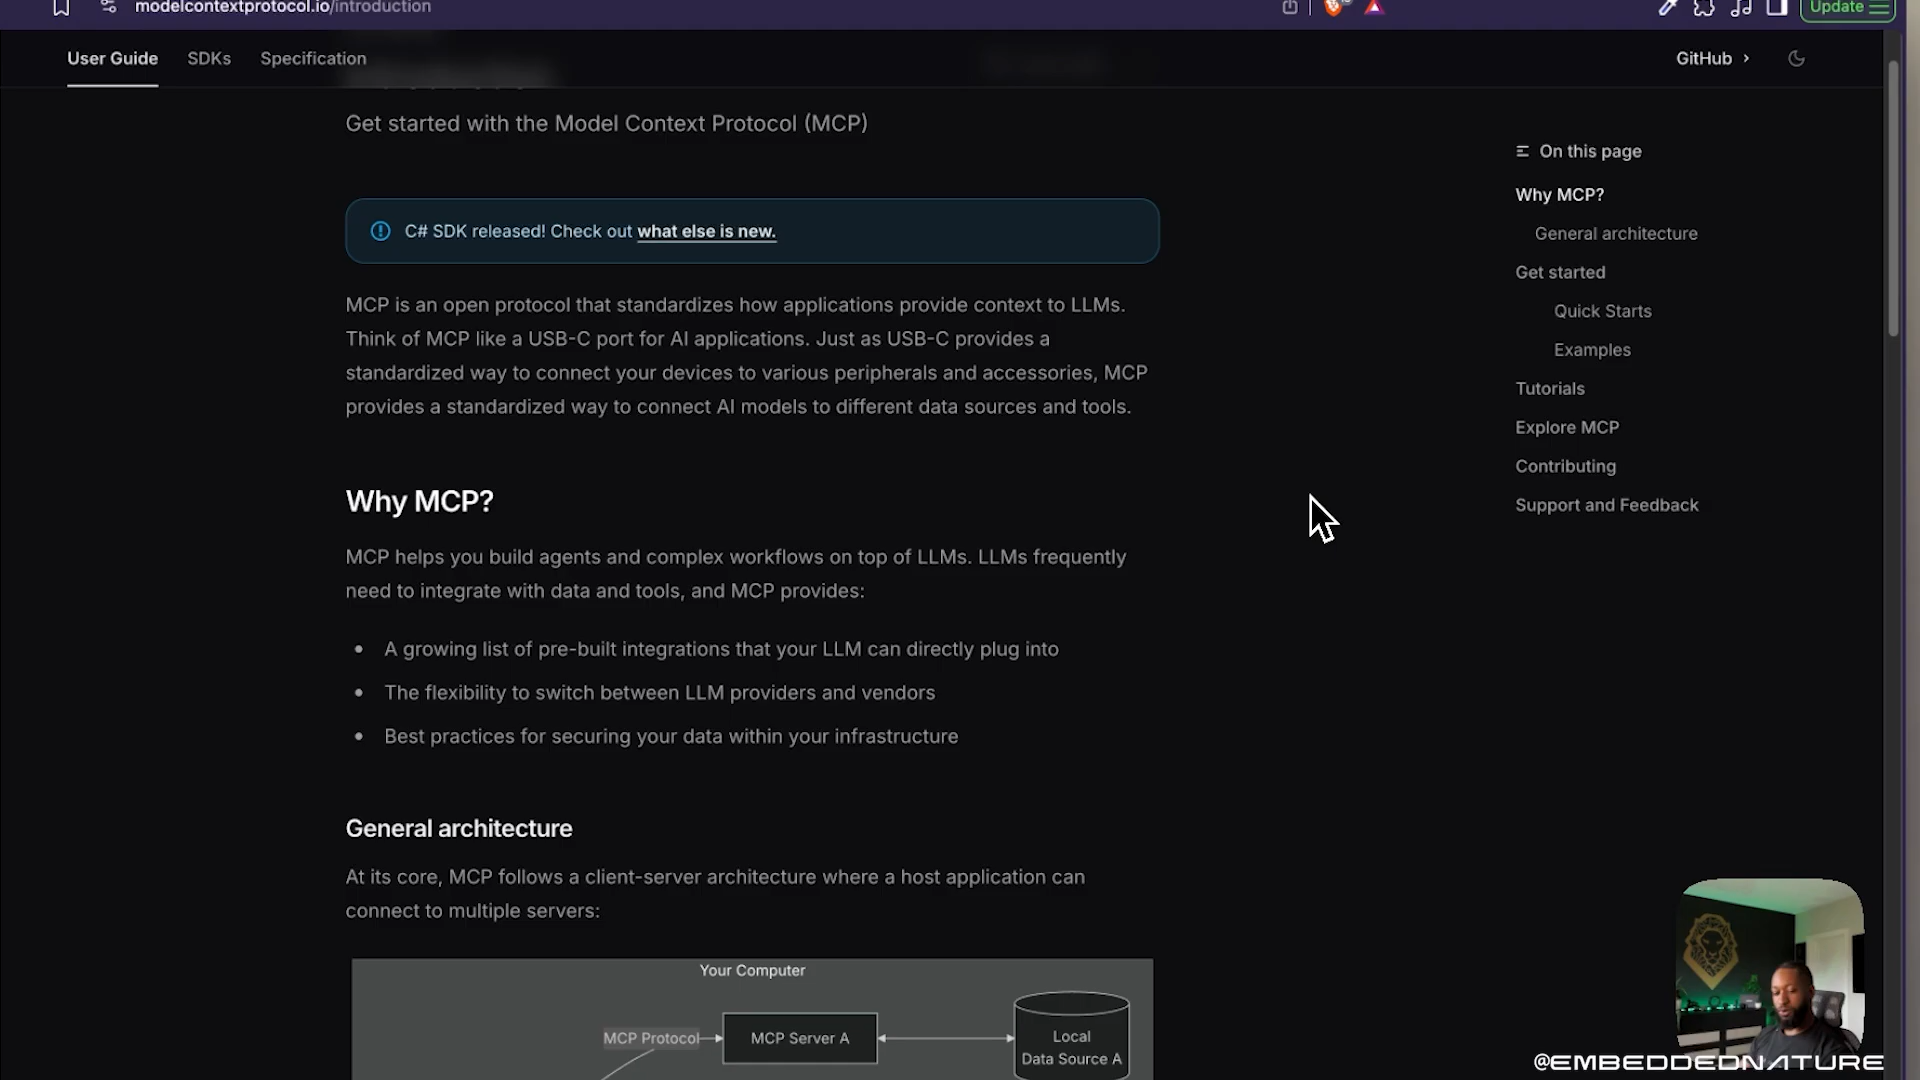 modelcontextprotocol.io/introduction
Update
User Guide
SDKs
Specification
GitHub
Get started with the Model Context Protocol (MCP)
C# SDK released! Check out what else is new.
MCP is an open protocol that standardizes how applications provide context to LLMs.
Think of MCP like a USB-C port for AI applications. Just as USB-C provides a
standardized way to connect your devices to various peripherals and accessories, MCP
provides a standardized way to connect AI models to different data sources and tools.
Why MCP?
MCP helps you build agents and complex workflows on top of LLMs. LLMs frequently
need to integrate with data and tools, and MCP provides:
A growing list of pre-built integrations that your LLM can directly plug into
The flexibility to switch between LLM providers and vendors
Best practices for securing your data within your infrastructure
General architecture
At its core, MCP follows a client-server architecture where a host application can
connect to multiple servers:
Your Computer
MCP Protocol
MCP Server A
Local
Data Source A
On this page
Why MCP?
General architecture
Get started
Quick Starts
Examples
Tutorials
Explore MCP
Contributing
Support and Feedback
@EMBEDDEDNATURE